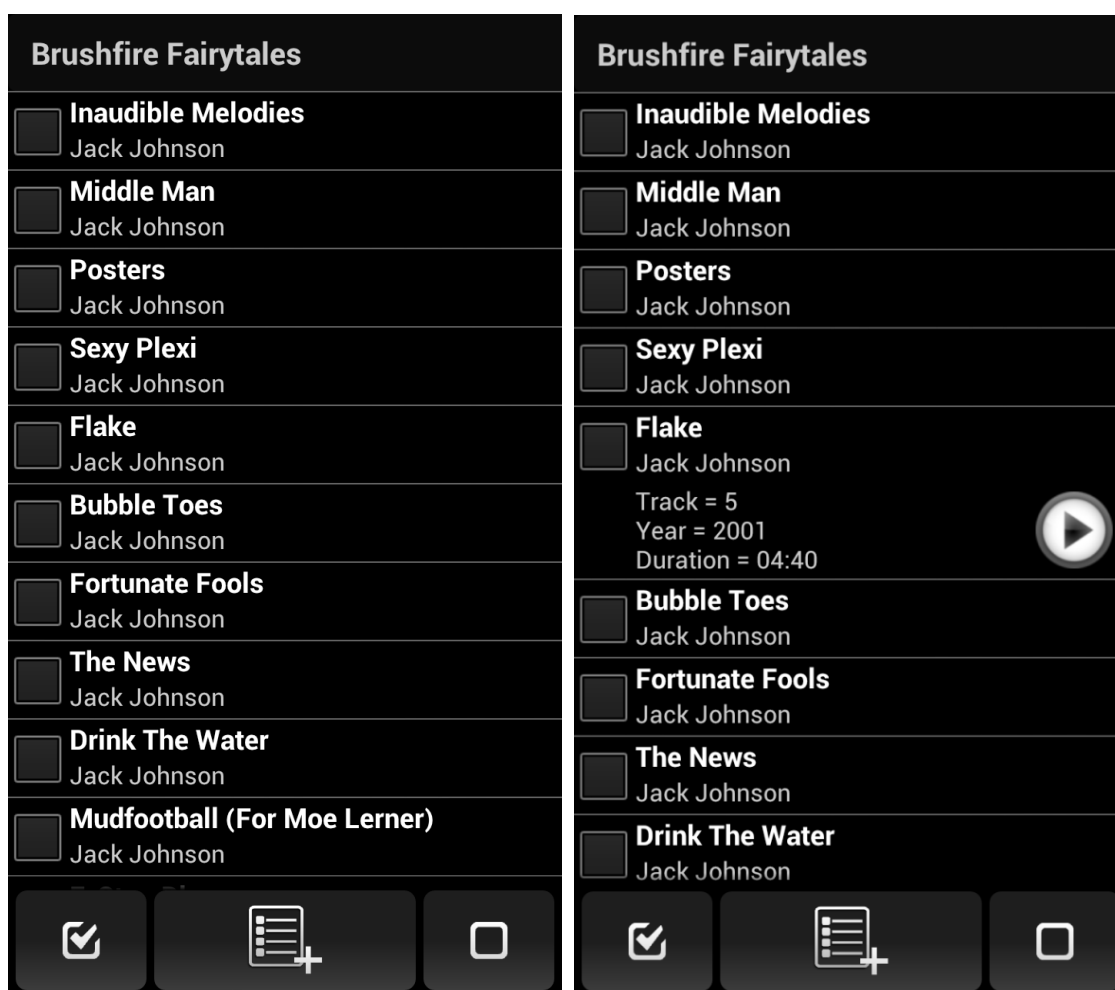 Brushfire Fairytales
Inaudible Melodies
Jack Johnson
Middle Man
Jack Johnson
Posters
Jack Johnson
Sexy Plexi
Jack Johnson
Flake
Jack Johnson
Bubble Toes
Jack Johnson
Fortunate Fools
Jack Johnson
The News
Jack Johnson
Drink The Water
Jack Johnson
Mudfootball (For Moe Lerner)
Jack Johnson
Brushfire Fairytales
Inaudible Melodies
Jack Johnson
Middle Man
Jack Johnson
Posters
Jack Johnson
Sexy Plexi
Jack Johnson
Flake
Jack Johnson
Track = 5
Year = 2001
Duration = 04:40
Bubble Toes
Jack Johnson
Fortunate Fools
Jack Johnson
The News
Jack Johnson
Drink The Water
Jack Johnson